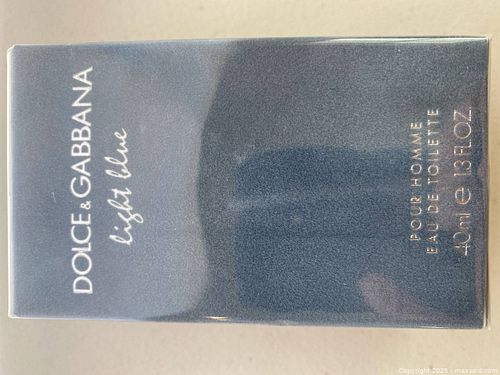 DOLCE & GABBANA
light blue
POUR HOMME
EAU DE TOILETTE
40ml e 1.3 FL.OZ.
Copyright 2025 - maxsold.com